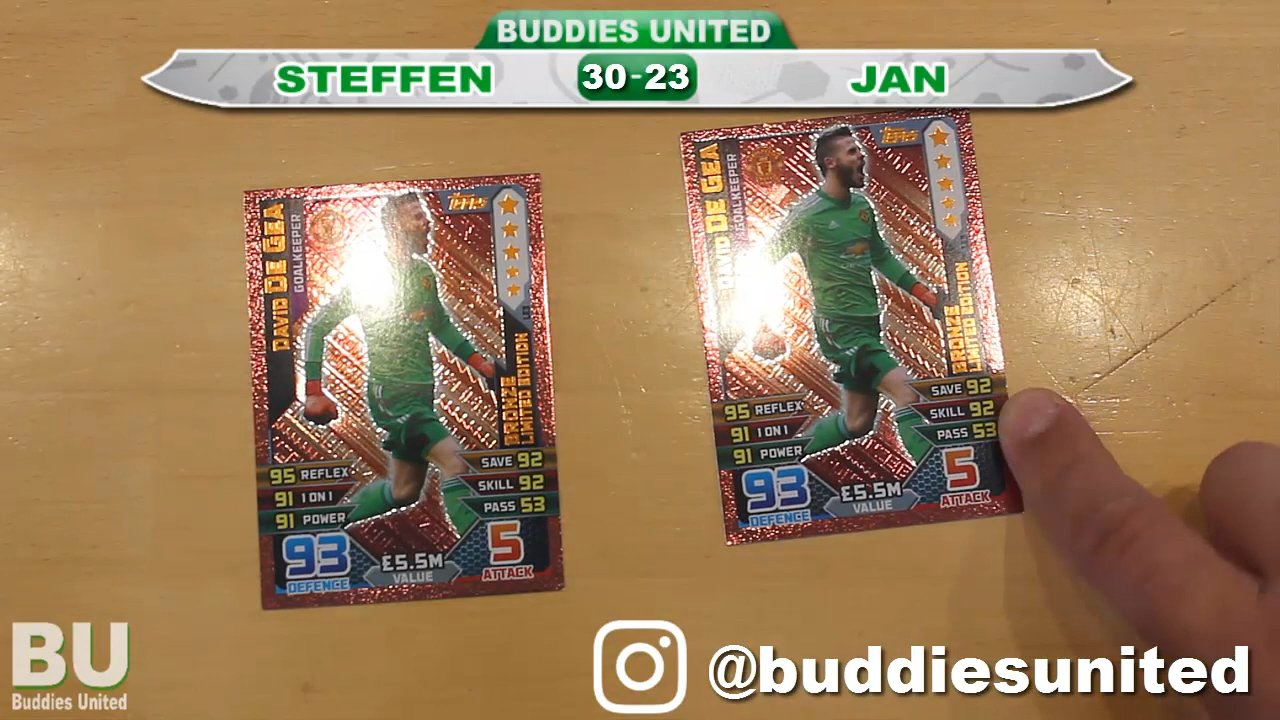 BUDDIES UNITED
STEFFEN 30-23 JAN
DAVID DE GEA
GOALKEEPER
TOPPS
BRONZE
LIMITED EDITION
95 REFLEX
91 1 ON 1
91 POWER
SAVE 92
SKILL 92
PASS 53
93
DEFENCE
£5.5M
VALUE
5
ATTACK
DAVID DE GEA
GOALKEEPER
TOPPS
BRONZE
LIMITED EDITION
95 REFLEX
91 1 ON 1
91 POWER
SAVE 92
SKILL 92
PASS 53
93
DEFENCE
£5.5M
VALUE
5
ATTACK
BU
Buddies United
@buddiesunited